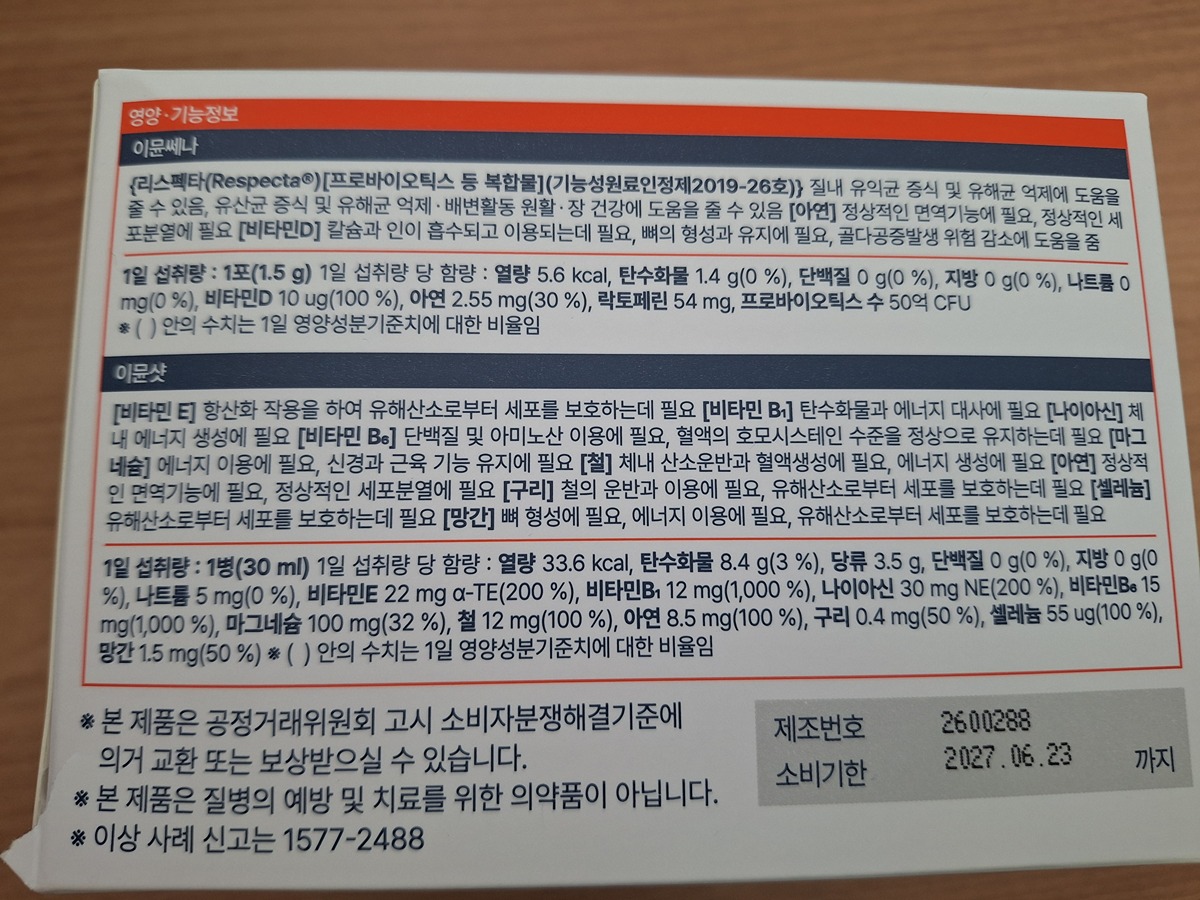 영양·기능정보
이뮨쎄나
{리스펙타(Respecta®)[프로바이오틱스 등 복합물](기능성원료인정제2019-26호)} 질내 유익균 증식 및 유해균 억제에 도움을
줄 수 있음, 유산균 증식 및 유해균 억제·배변활동 원활·장 건강에 도움을 줄 수 있음 [아연] 정상적인 면역기능에 필요, 정상적인 세
포분열에 필요 [비타민D] 칼슘과 인이 흡수되고 이용되는데 필요, 뼈의 형성과 유지에 필요, 골다공증발생 위험 감소에 도움을 줌
1일 섭취량 : 1포(1.5 g) 1일 섭취량 당 함량 : 열량 5.6 kcal, 탄수화물 1.4 g(0 %), 단백질 0 g(0 %), 지방 0 g(0 %), 나트륨 0
mg(0 %), 비타민D 10 ug(100 %), 아연 2.55 mg(30 %), 락토페린 54 mg, 프로바이오틱스 수 50억 CFU
※ ( ) 안의 수치는 1일 영양성분기준치에 대한 비율임
이뮨샷
[비타민 E] 항산화 작용을 하여 유해산소로부터 세포를 보호하는데 필요 [비타민 B₁] 탄수화물과 에너지 대사에 필요 [나이아신] 체
내 에너지 생성에 필요 [비타민 B₆] 단백질 및 아미노산 이용에 필요, 혈액의 호모시스테인 수준을 정상으로 유지하는데 필요 [마그
네슘] 에너지 이용에 필요, 신경과 근육 기능 유지에 필요 [철] 체내 산소운반과 혈액생성에 필요, 에너지 생성에 필요 [아연] 정상적
인 면역기능에 필요, 정상적인 세포분열에 필요 [구리] 철의 운반과 이용에 필요, 유해산소로부터 세포를 보호하는데 필요 [셀레늄]
유해산소로부터 세포를 보호하는데 필요 [망간] 뼈 형성에 필요, 에너지 이용에 필요, 유해산소로부터 세포를 보호하는데 필요
1일 섭취량 : 1병(30 ml) 1일 섭취량 당 함량 : 열량 33.6 kcal, 탄수화물 8.4 g(3 %), 당류 3.5 g, 단백질 0 g(0 %), 지방 0 g(0
%), 나트륨 5 mg(0 %), 비타민E 22 mg α-TE(200 %), 비타민B₁ 12 mg(1,000 %), 나이아신 30 mg NE(200 %), 비타민B₆ 15
mg(1,000 %), 마그네슘 100 mg(32 %), 철 12 mg(100 %), 아연 8.5 mg(100 %), 구리 0.4 mg(50 %), 셀레늄 55 ug(100 %),
망간 1.5 mg(50 %) ※ ( ) 안의 수치는 1일 영양성분기준치에 대한 비율임
※ 본 제품은 공정거래위원회 고시 소비자분쟁해결기준에
의거 교환 또는 보상받으실 수 있습니다.
※ 본 제품은 질병의 예방 및 치료를 위한 의약품이 아닙니다.
※ 이상 사례 신고는 1577-2488
제조번호 2600288
소비기한 2027.06.23 까지